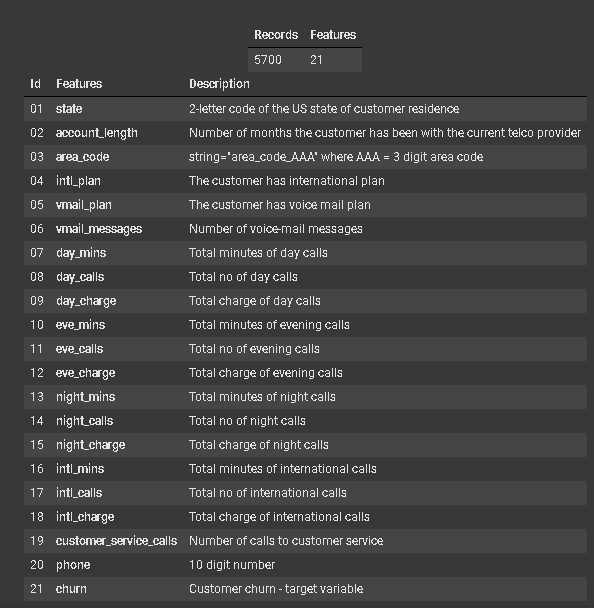 Records Features
5700 21
Id Features Description
01 state 2-letter code of the US state of customer residence
02 account_length Number of months the customer has been with the current telco provider
03 area_code string="area_code_AAA" where AAA = 3 digit area code
04 intl_plan The customer has international plan
05 vmail_plan The customer has voice mail plan
06 vmail_messages Number of voice-mail messages
07 day_mins Total minutes of day calls
08 day_calls Total no of day calls
09 day_charge Total charge of day calls
10 eve_mins Total minutes of evening calls
11 eve_calls Total no of evening calls
12 eve_charge Total charge of evening calls
13 night_mins Total minutes of night calls
14 night_calls Total no of night calls
15 night_charge Total charge of night calls
16 intl_mins Total minutes of international calls
17 intl_calls Total no of international calls
18 intl_charge Total charge of international calls
19 customer_service_calls Number of calls to customer service
20 phone 10 digit number
21 churn Customer churn - target variable